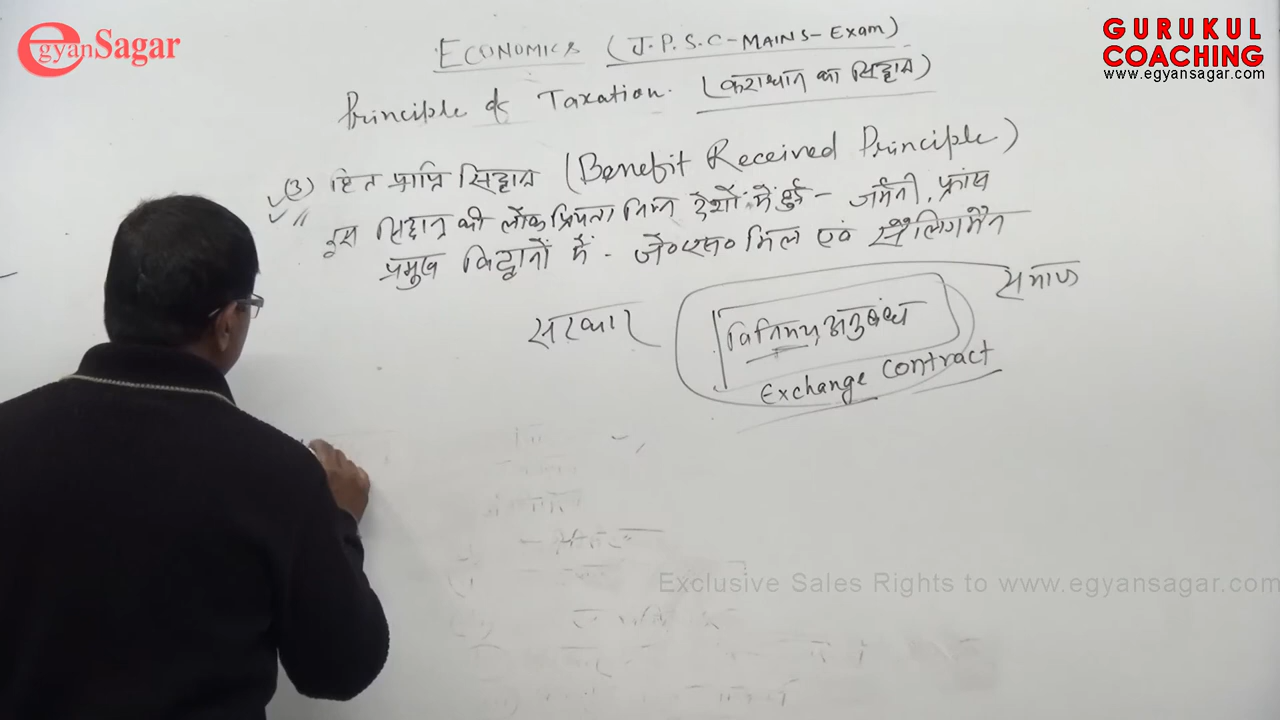 egyanSagar
GURUKUL
COACHING
www.egyansagar.com
ECONOMICS (J.P.S.C-MAINS-Exam)
Principle of Taxation. (कराधान का सिद्धान्त)
(3) हित प्राप्ति सिद्धान्त (Benefit Received Principle)
इस सिद्धान्त की लोकप्रियता निम्न देशों में हुई - जर्मनी, फ्रांस
प्रमुख विद्वानों में - जे०एस० मिल एवं सैलिगमैन
सरकार
विनिमय अनुबंध
समाज
Exchange contract
Exclusive Sales Rights to www.egyansagar.com